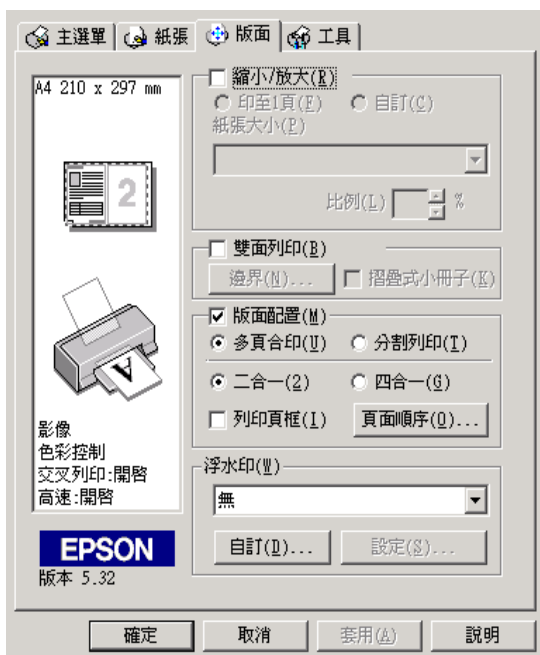 主選單 紙張 版面 工具
A4 210 x 297 mm
2
A
影像
色彩控制
交叉列印:開啓
高速:開啓
EPSON
版本 5.32
縮小/放大(R)
印至1頁(F) 自訂(C)
紙張大小(P)
比例(L) %
雙面列印(B)
邊界(N)... 摺疊式小冊子(K)
版面配置(M)
多頁合印(U) 分割列印(T)
二合一(2) 四合一(G)
列印頁框(I) 頁面順序(O)...
浮水印(W)
無
自訂(D)... 設定(S)...
確定 取消 套用(A) 說明